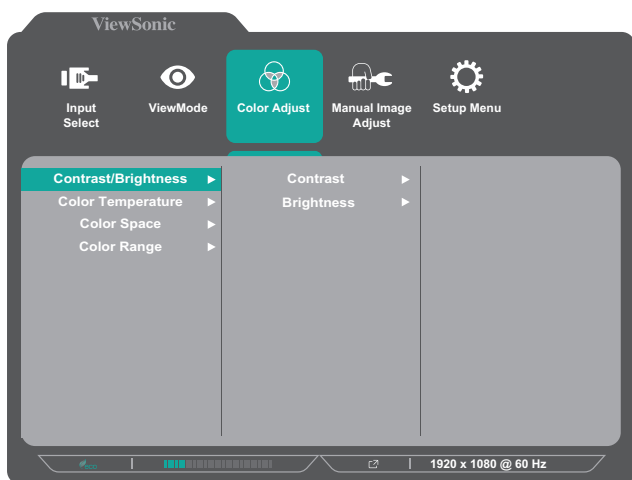 ViewSonic
Input Select
ViewMode
Color Adjust
Manual Image Adjust
Setup Menu
Contrast/Brightness
Contrast
Color Temperature
Brightness
Color Space
Color Range
ECO
1920 x 1080 @ 60 Hz